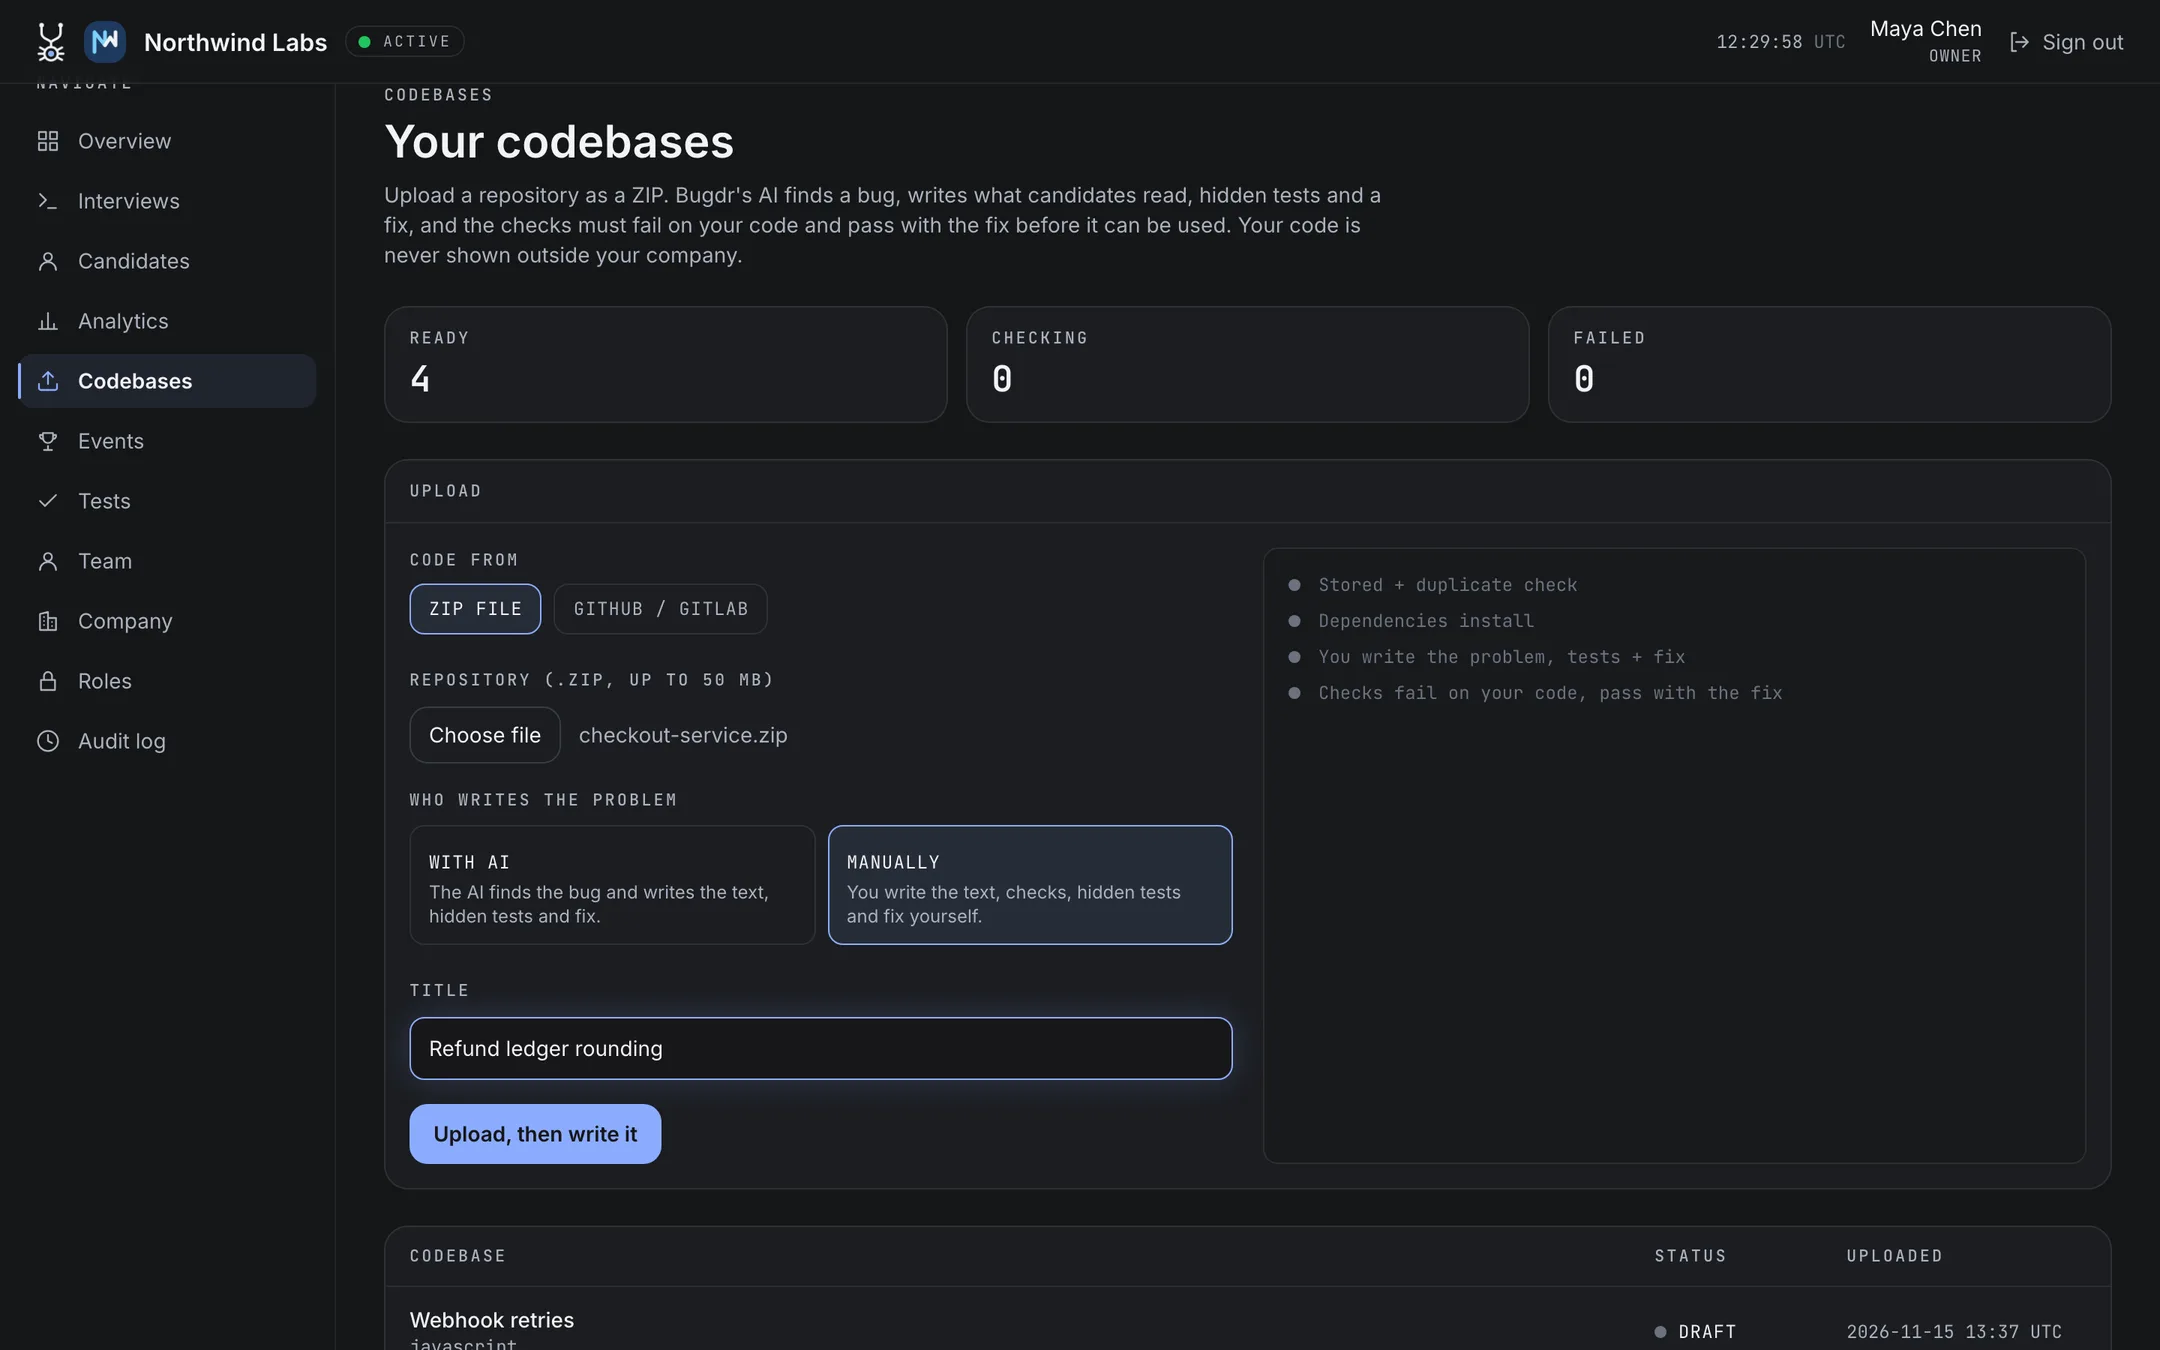 Northwind Labs
ACTIVE
12:29:58 UTC
Maya Chen
OWNER
Sign out
NAVIGATE
Overview
Interviews
Candidates
Analytics
Codebases
Events
Tests
Team
Company
Roles
Audit log
CODEBASES
Your codebases
Upload a repository as a ZIP. Bugdr's AI finds a bug, writes what candidates read, hidden tests and a
fix, and the checks must fail on your code and pass with the fix before it can be used. Your code is
never shown outside your company.
READY
4
CHECKING
0
FAILED
0
UPLOAD
CODE FROM
ZIP FILE
GITHUB / GITLAB
REPOSITORY (.ZIP, UP TO 50 MB)
Choose file
checkout-service.zip
WHO WRITES THE PROBLEM
WITH AI
The AI finds the bug and writes the text,
hidden tests and fix.
MANUALLY
You write the text, checks, hidden tests
and fix yourself.
TITLE
Refund ledger rounding
Upload, then write it
Stored + duplicate check
Dependencies install
You write the problem, tests + fix
Checks fail on your code, pass with the fix
CODEBASE
STATUS
UPLOADED
Webhook retries
javascript
DRAFT
2026-11-15 13:37 UTC